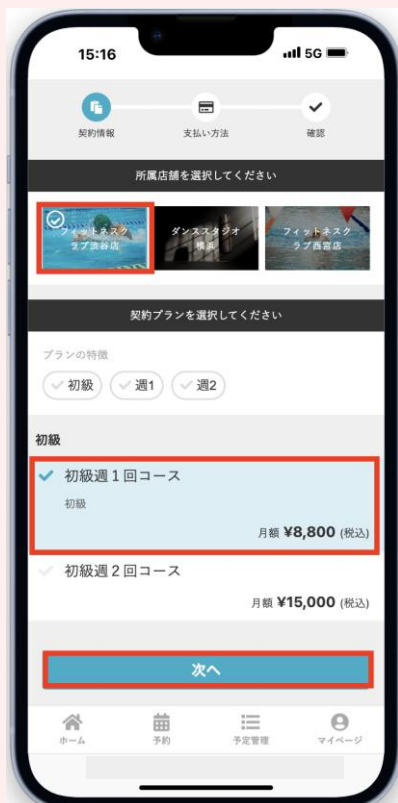 15:16
5G
契約情報
支払い方法
確認
所属店舗を選択してください
フィットネスク
ラブ渋谷店
ダンススタジオ
横浜
フィットネスク
ラブ西宮店
契約プランを選択してください
プランの特徴
初級
週1
週2
初級
初級週1回コース
初級
月額 ¥8,800 (税込)
初級週2回コース
月額 ¥15,000 (税込)
次へ
ホーム
予約
予定管理
マイページ